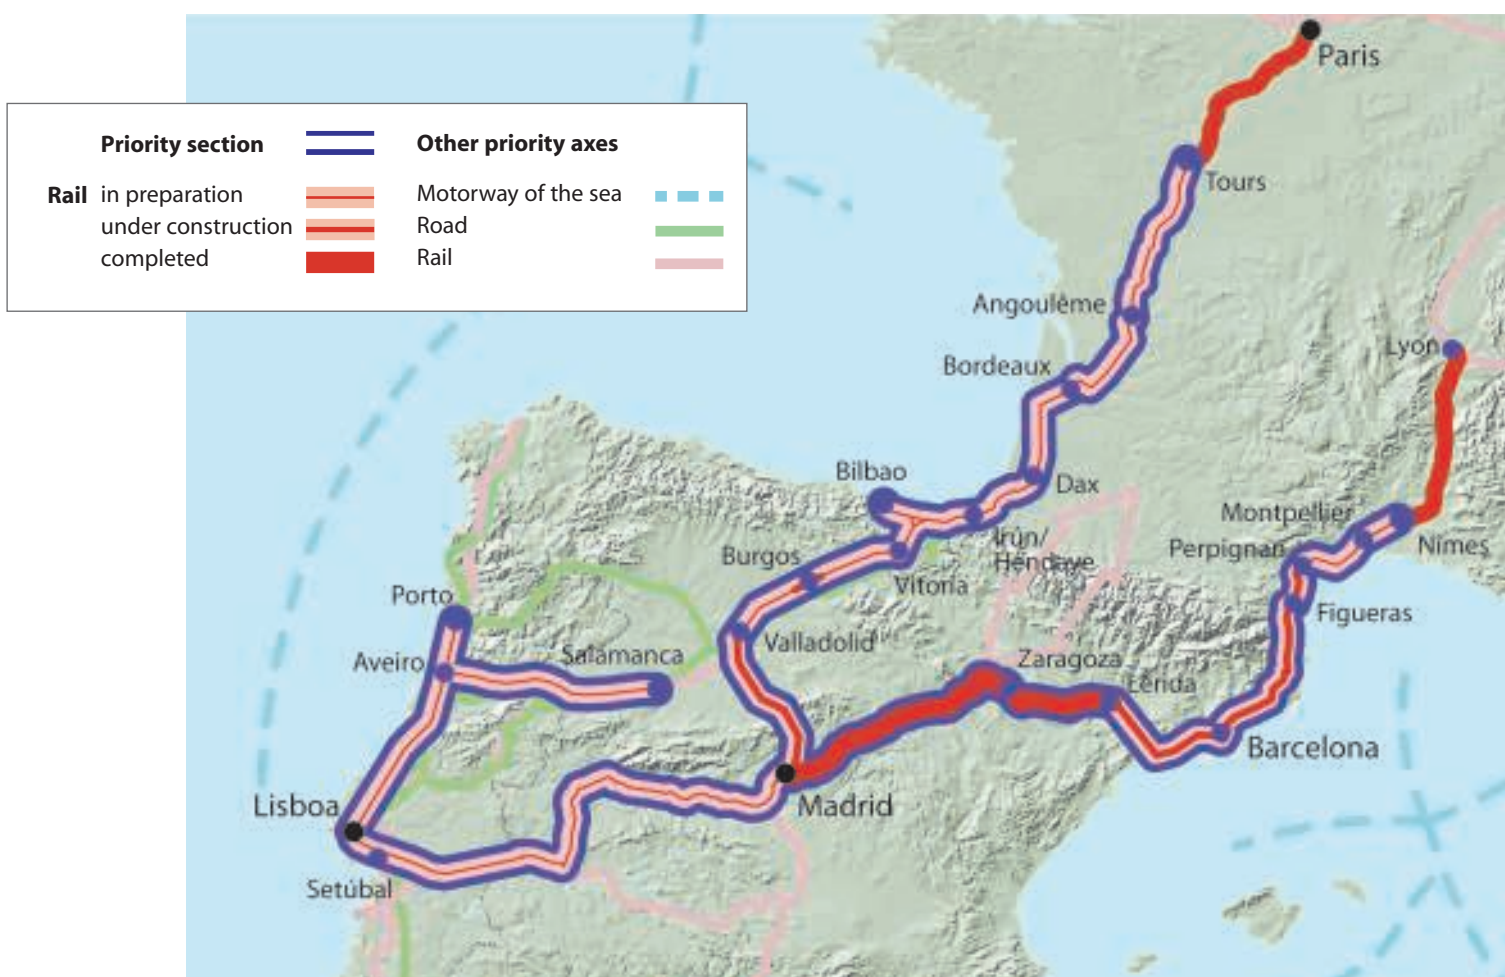 Priority section
Other priority axes
Rail in preparation
Motorway of the sea
under construction
Road
completed
Rail
Paris
Tours
Angoulême
Lyon
Bordeaux
Bilbao
Dax
Montpellier
Irún/
Hendaye
Burgos
Perpignan
Nîmes
Vitoria
Porto
Figueras
Valladolid
Aveiro
Salamanca
Zaragoza
Lérida
Barcelona
Lisboa
Madrid
Setúbal